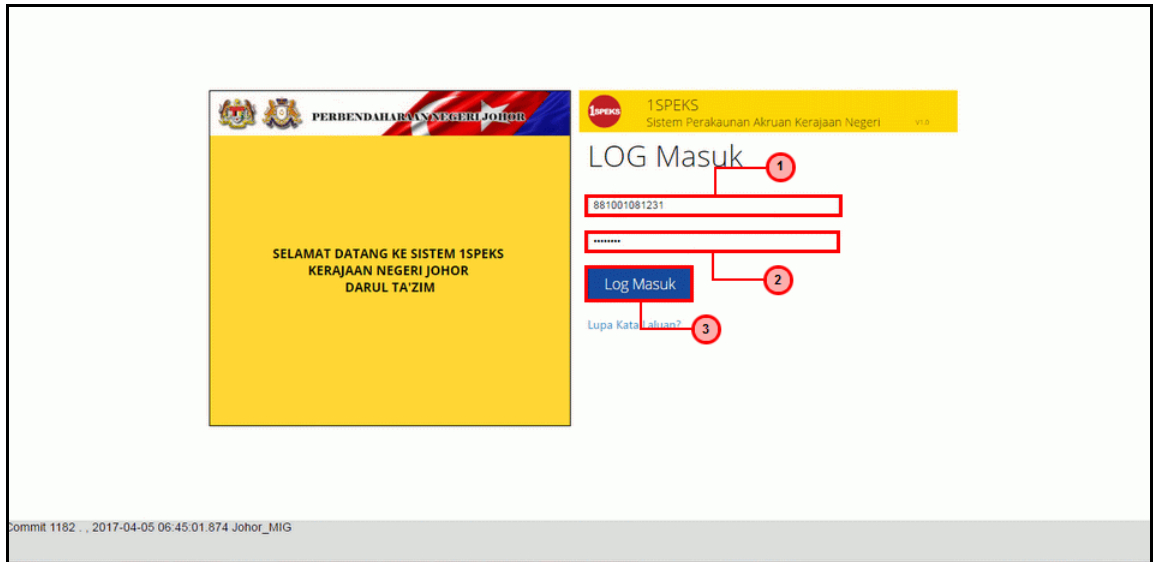 PERBENDAHARAAN NEGERI JOHOR
SELAMAT DATANG KE SISTEM 1SPEKS
KERAJAAN NEGERI JOHOR
DARUL TA'ZIM
1SPEKS
1SPEKS
Sistem Perakaunan Akruan Kerajaan Negeri
V1.0
LOG Masuk
1
881001081231
••••••••
2
Log Masuk
Lupa Kata Laluan?
3
Commit 1182 . , 2017-04-05 06:45:01.874 Johor_MIG